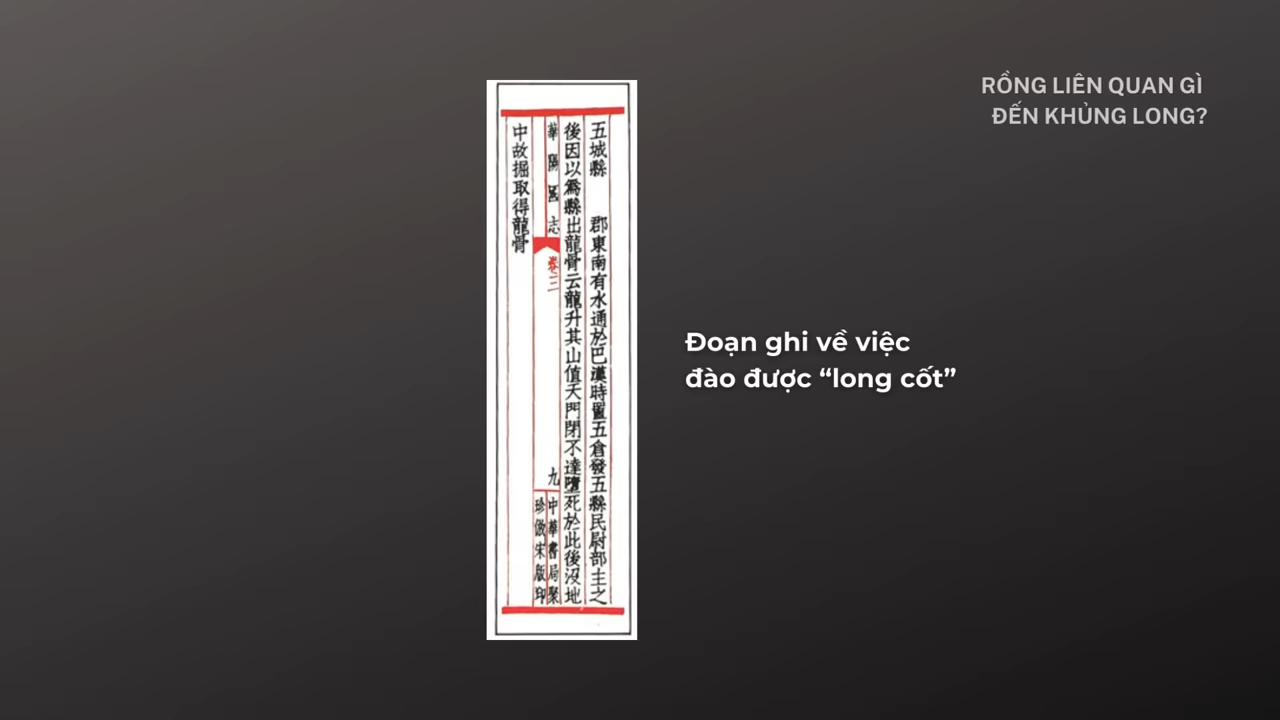 RỒNG LIÊN QUAN GÌ
ĐẾN KHỦNG LONG?
五城縣 郡東南有水通於巴漢時置五倉發五縣民尉部主之
後因以爲縣出龍骨云龍升其山值天門閉不達墮死於此後沒地
華陽國志 卷三 九
中華書局聚
珍倣宋版印
中故掘取得龍骨
Đoạn ghi về việc
đào được “long cốt”